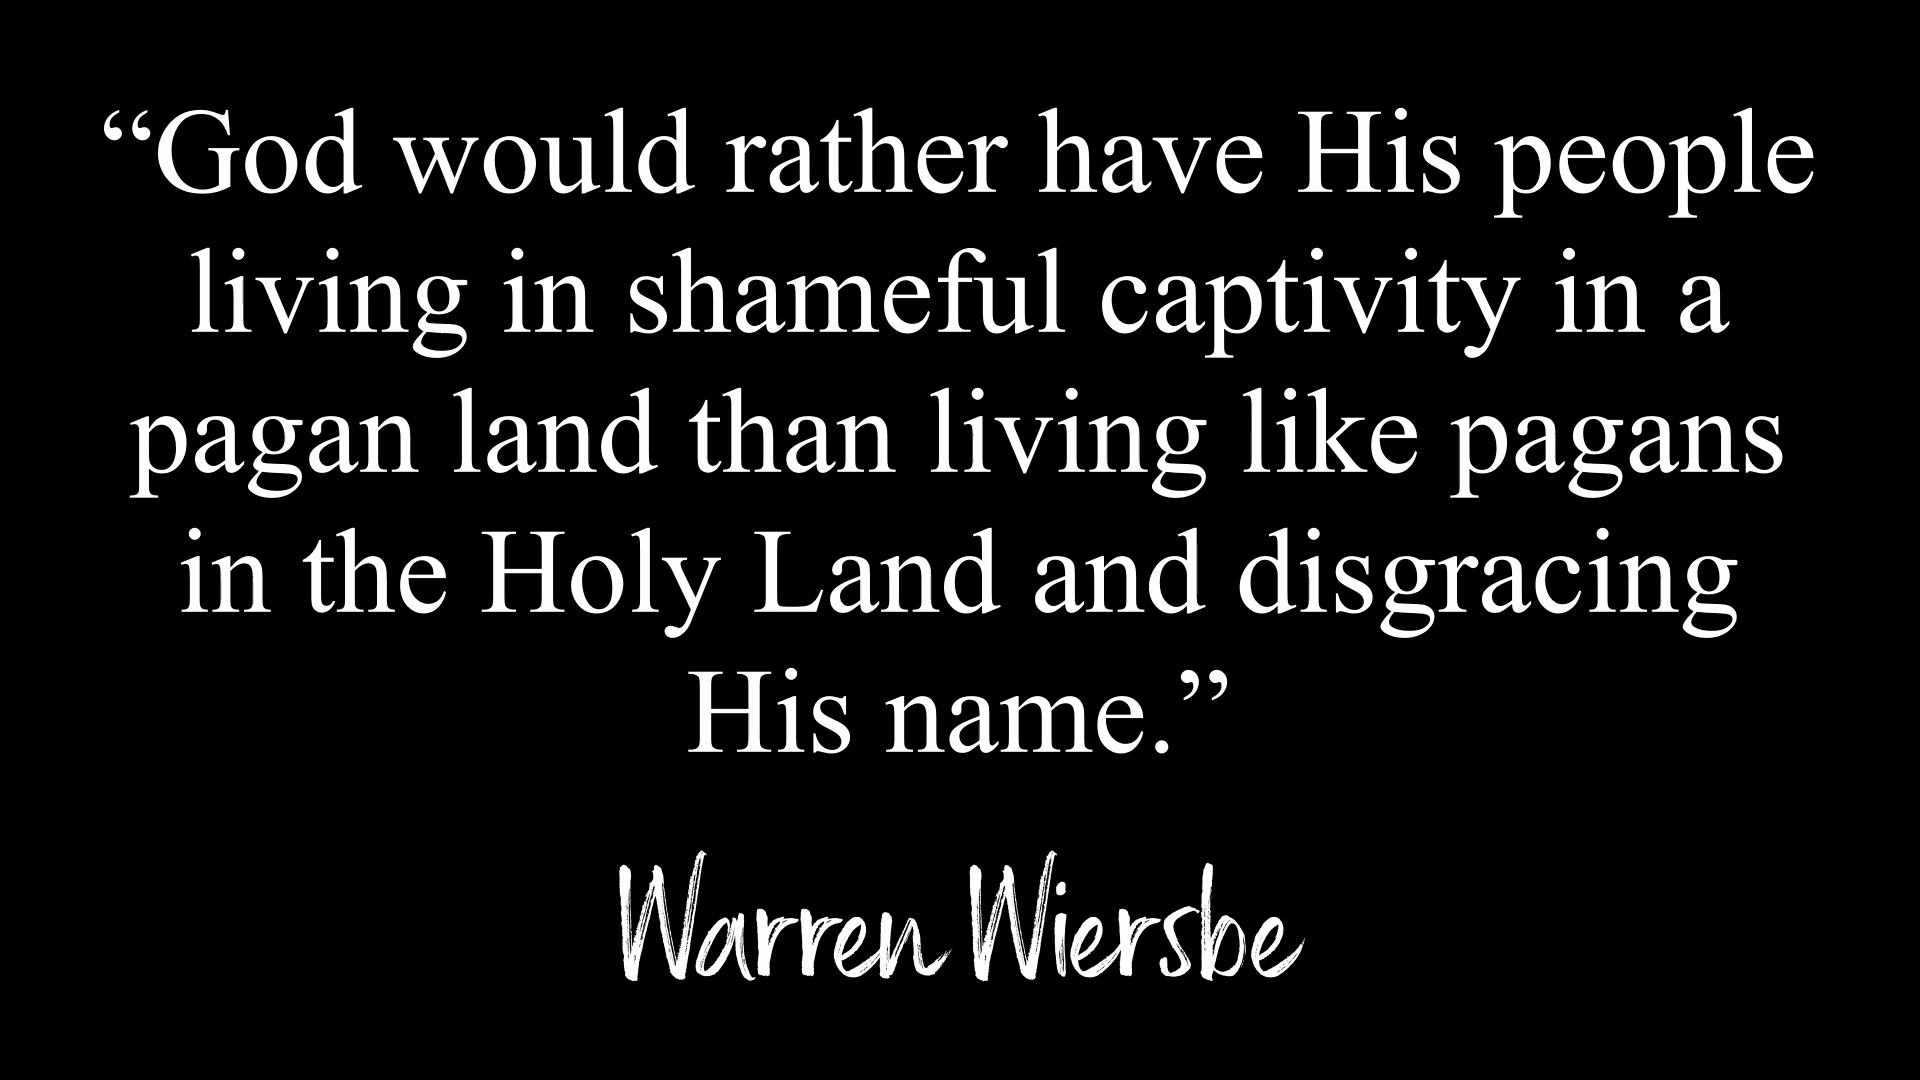 “God would rather have His people
living in shameful captivity in a
pagan land than living like pagans
in the Holy Land and disgracing
His name.”
Warren Wiersbe